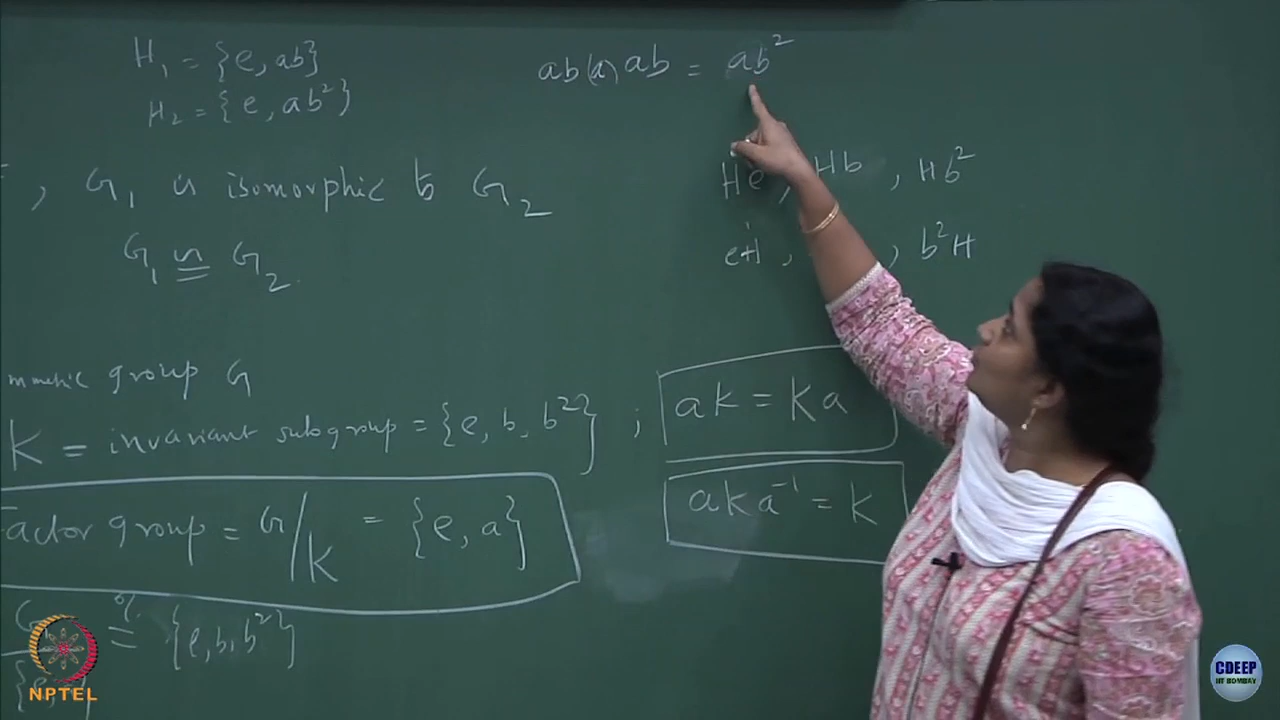 H₁ = {e, ab}
H₂ = {e, ab²}
ab(a)ab = ab²
He, Hb, Hb²
eH, , b²H
, G₁ is isomorphic to G₂
G₁ ≅ G₂.
mmetric group G
K = invariant subgroup = {e, b, b²} ;
aK = Ka
aKa⁻¹ = K
Factor group = G/K = {e, a}
≅ {e, b, b²}
NPTEL
CDEEP
IIT BOMBAY